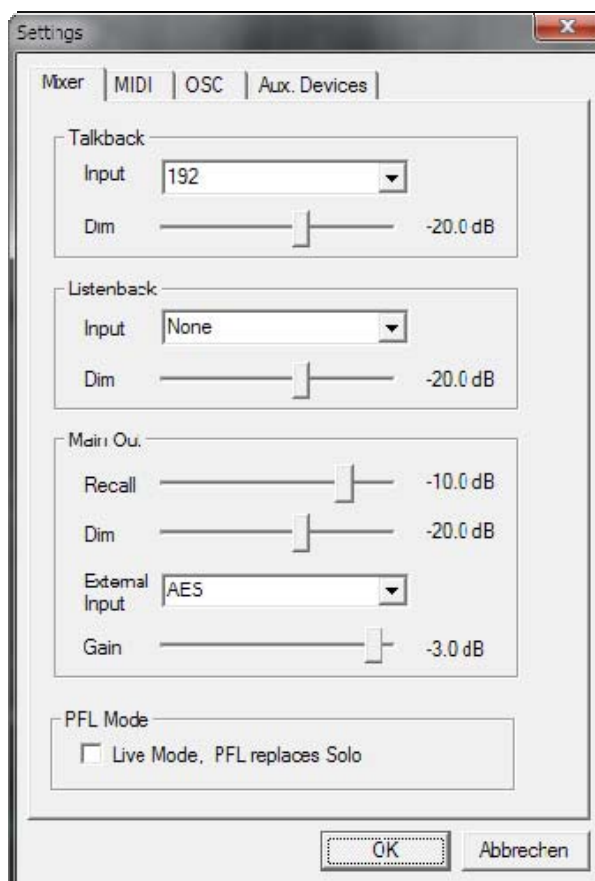 Settings
Mixer MIDI OSC Aux. Devices
Talkback
Input 192
Dim -20.0 dB
Listenback
Input None
Dim -20.0 dB
Main Out
Recall -10.0 dB
Dim -20.0 dB
External
Input AES
Gain -3.0 dB
PFL Mode
Live Mode, PFL replaces Solo
OK Abbrechen